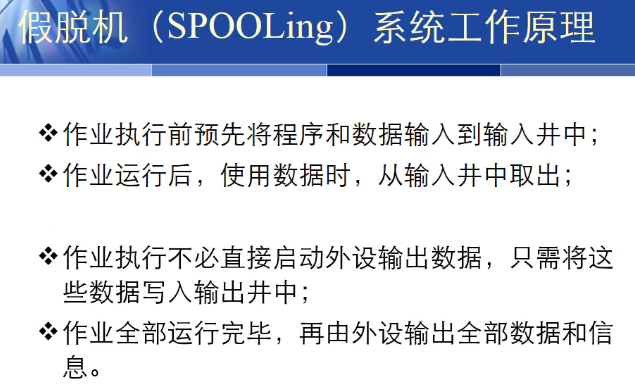 假脱机（SPOOLing）系统工作原理
❖作业执行前预先将程序和数据输入到输入井中；
❖作业运行后，使用数据时，从输入井中取出；
❖作业执行不必直接启动外设输出数据，只需将这
些数据写入输出井中；
❖作业全部运行完毕，再由外设输出全部数据和信
息。